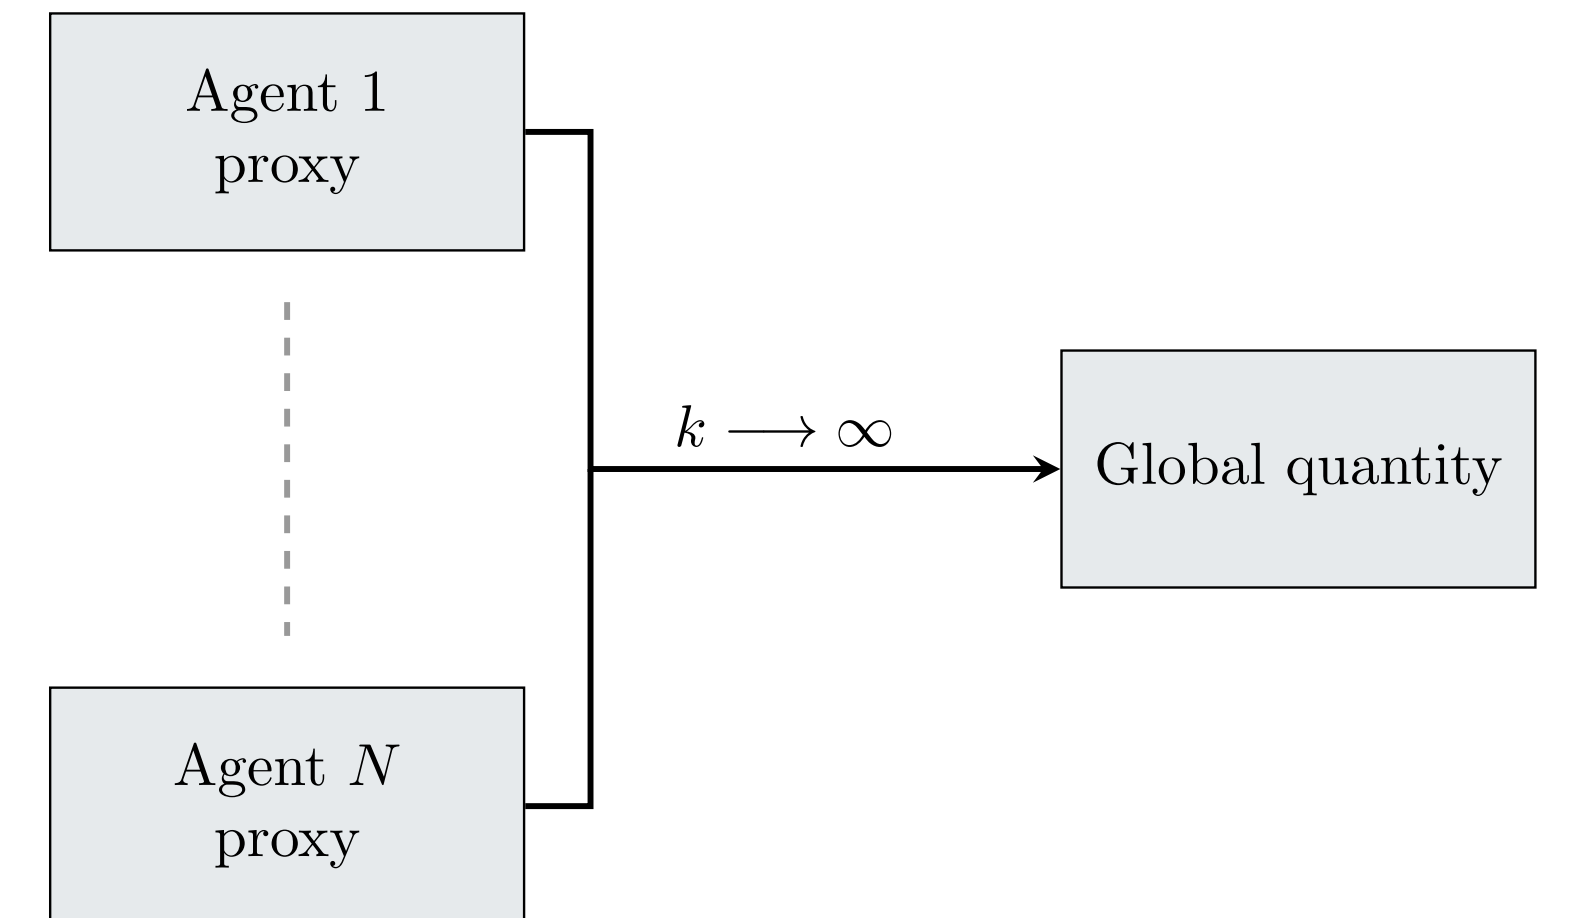 Agent 1
proxy
k ⟶ ∞
Global quantity
Agent N
proxy